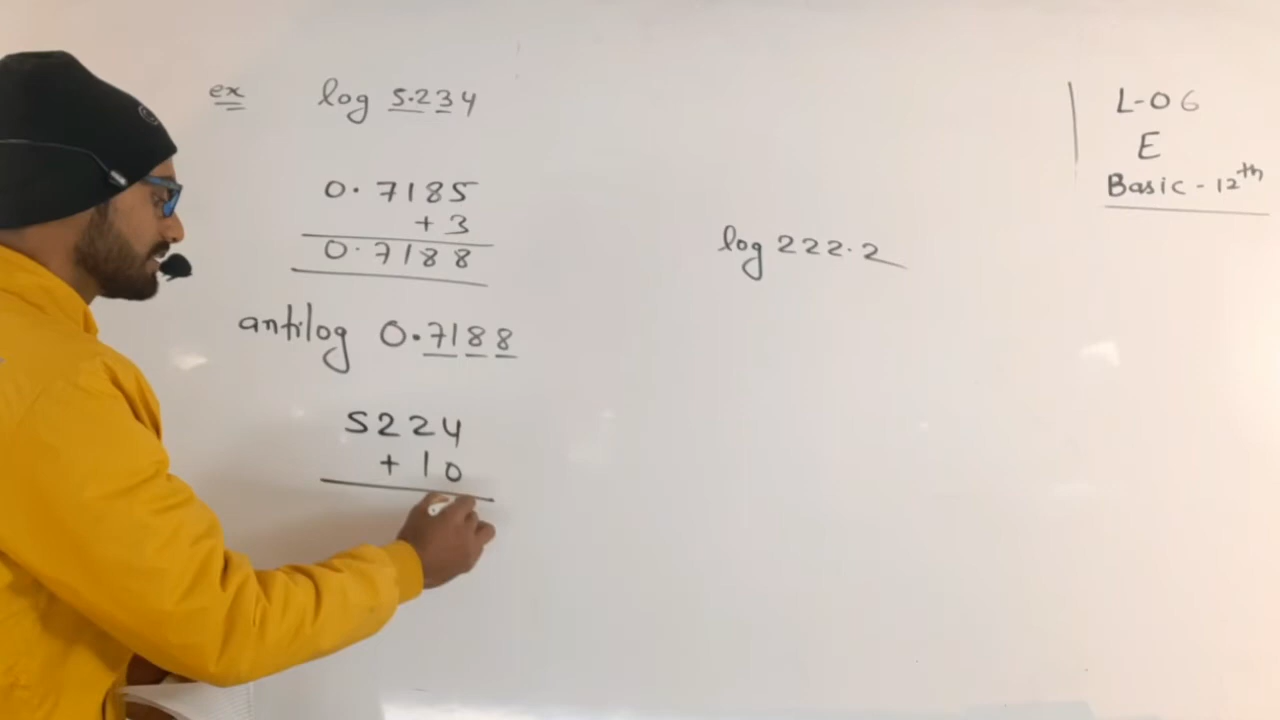 ex log 5.234
0.7185
+ 3
0.7188
antilog 0.7188
5224
+ 10
log 222.2
L-06
E
Basic - 12th